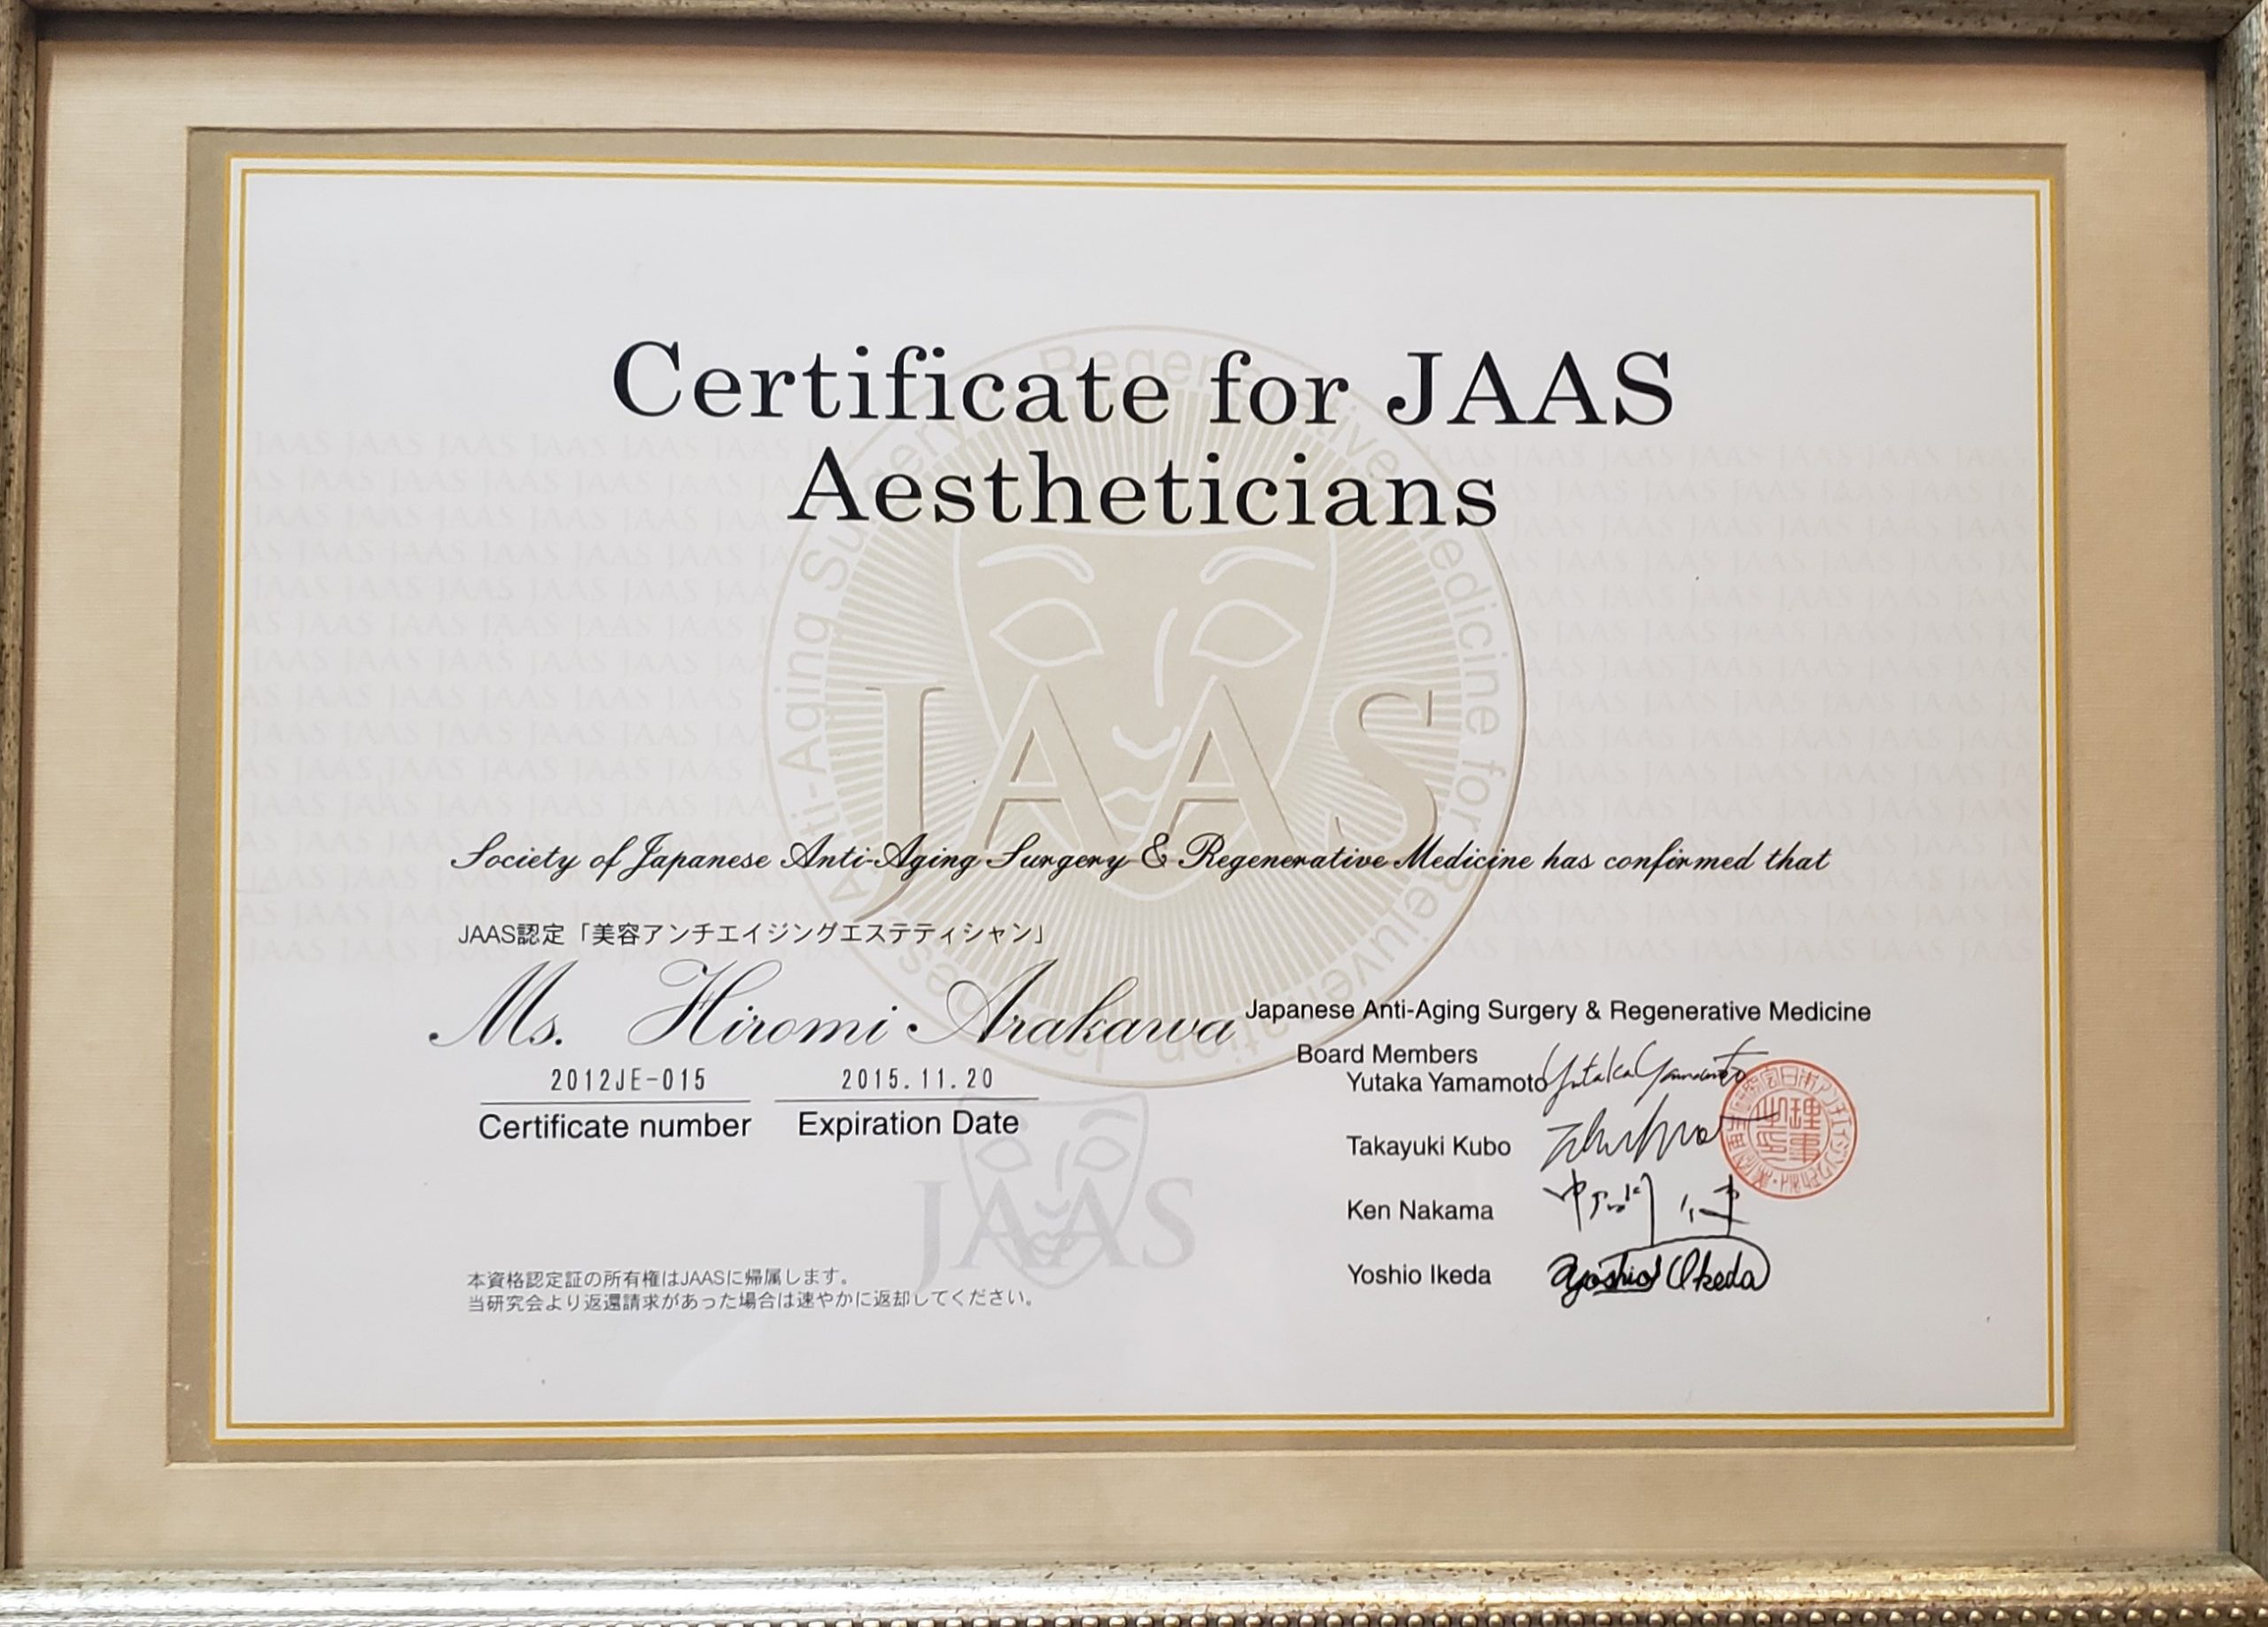 Certificate for JAAS
Aestheticians
JAAS
Society of Japanese Anti-Aging Surgery & Regenerative Medicine has confirmed that
JAAS認定「美容アンチエイジングエステティシャン」
Ms. Hiromi Arakawa
2012JE-015 2015.11.20
Certificate number Expiration Date
Japanese Anti-Aging Surgery & Regenerative Medicine
Board Members
Yutaka Yamamoto Yutaka Yamamoto
Takayuki Kubo
Ken Nakama
Yoshio Ikeda Yoshio Ikeda
JAAS
本資格認定証の所有権はJAASに帰属します。
当研究会より返還請求があった場合は速やかに返却してください。